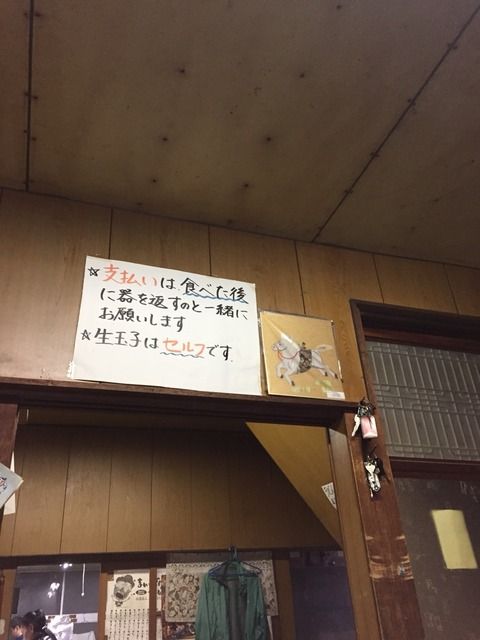 ☆支払いは食べた後
に器を返すのと一緒に
お願いします
☆生玉子はセルフです